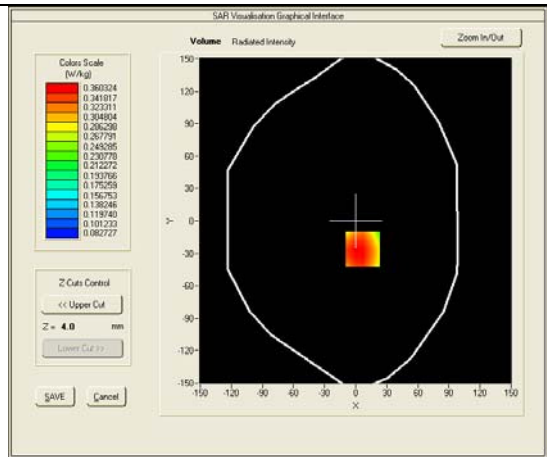 SAR Visualisation Graphical Interface
Volume Radiated Intensity
Zoom In/Out
Colors Scale
(W/kg)
0.360324
0.341817
0.323311
0.304804
0.286298
0.267791
0.249285
0.230778
0.212272
0.193766
0.175259
0.156753
0.138246
0.119740
0.101233
0.082727
Z-Cuts Control
<< Upper Cut
Z = 4.0 mm
Lower Cut >>
SAVE Cancel
150
120
90
60
30
0
-30
-60
-90
-120
-150
Y
-150 -120 -90 -60 -30 0 30 60 90 120 150
X